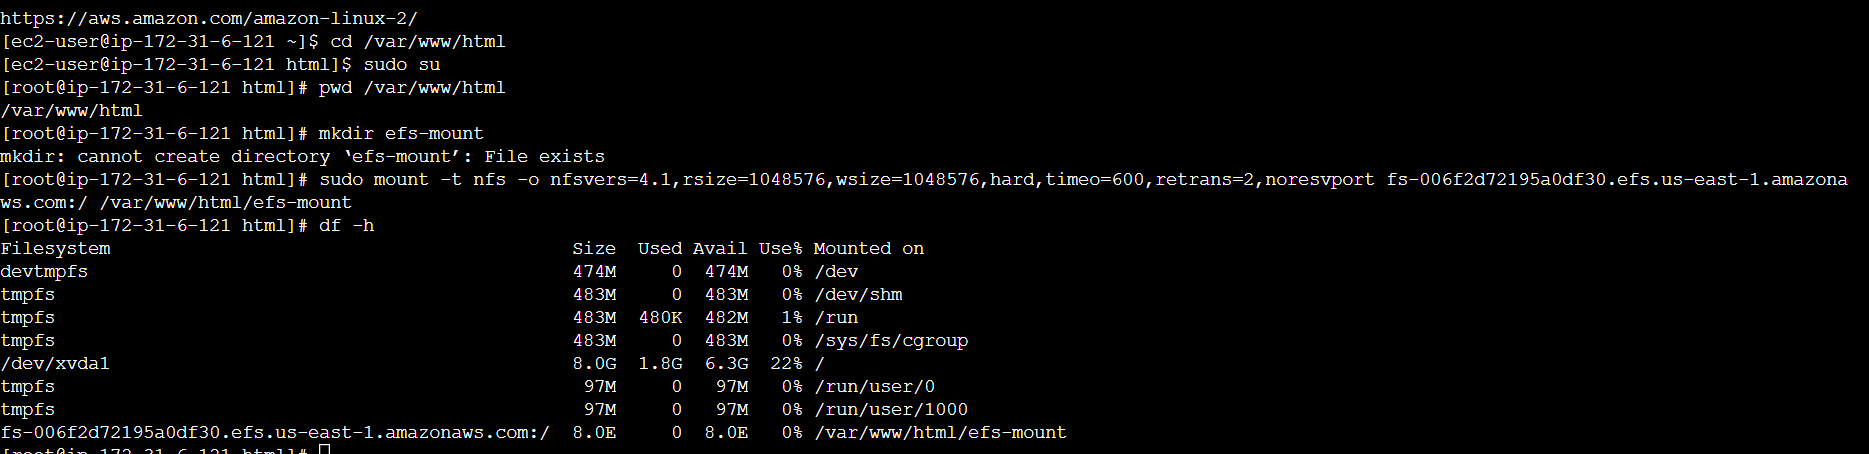 https://aws.amazon.com/amazon-linux-2/
[ec2-user@ip-172-31-6-121 ~]$ cd /var/www/html
[ec2-user@ip-172-31-6-121 html]$ sudo su
[root@ip-172-31-6-121 html]# pwd /var/www/html
/var/www/html
[root@ip-172-31-6-121 html]# mkdir efs-mount
mkdir: cannot create directory ‘efs-mount’: File exists
[root@ip-172-31-6-121 html]# sudo mount -t nfs -o nfsvers=4.1,rsize=1048576,wsize=1048576,hard,timeo=600,retrans=2,noresvport fs-006f2d72195a0df30.efs.us-east-1.amazona
ws.com:/ /var/www/html/efs-mount
[root@ip-172-31-6-121 html]# df -h
Filesystem Size Used Avail Use% Mounted on
devtmpfs 474M 0 474M 0% /dev
tmpfs 483M 0 483M 0% /dev/shm
tmpfs 483M 480K 482M 1% /run
tmpfs 483M 0 483M 0% /sys/fs/cgroup
/dev/xvda1 8.0G 1.8G 6.3G 22% /
tmpfs 97M 0 97M 0% /run/user/0
tmpfs 97M 0 97M 0% /run/user/1000
fs-006f2d72195a0df30.efs.us-east-1.amazonaws.com:/ 8.0E 0 8.0E 0% /var/www/html/efs-mount
[root@ip-172-31-6-121 html]#